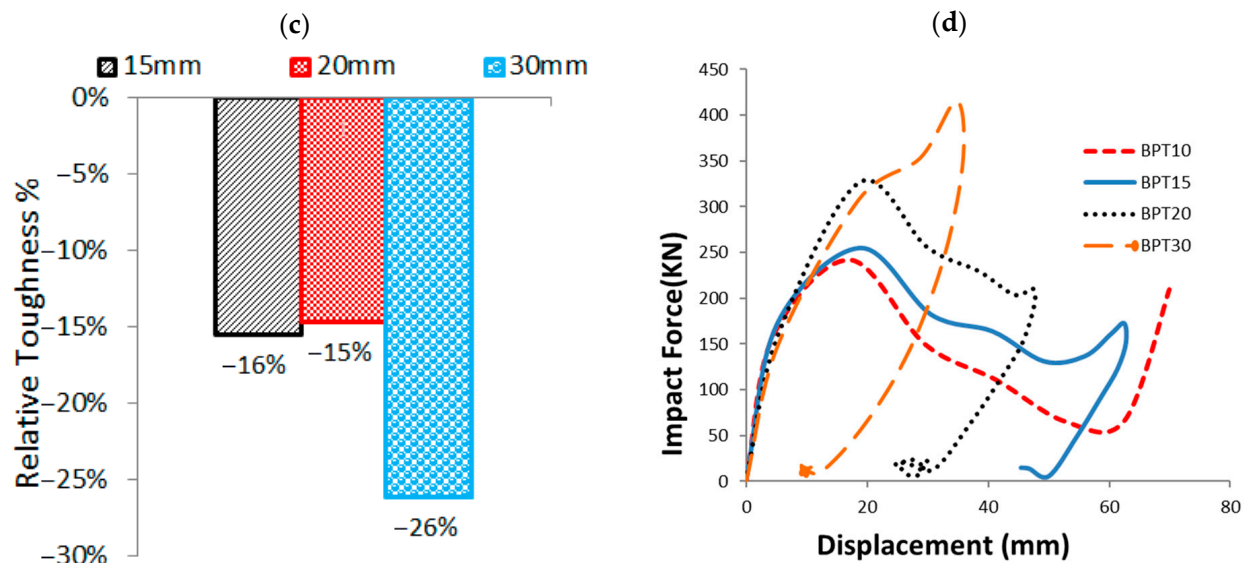 (c)
15mm 20mm 30mm
0%
−5%
−10%
−15%
−20%
−25%
−30%
Relative Toughness %
−16%
−15%
−26%
(d)
450
400
350
300
250
200
150
100
50
0
Impact Force(KN)
BPT10
BPT15
BPT20
BPT30
0 20 40 60 80
Displacement (mm)